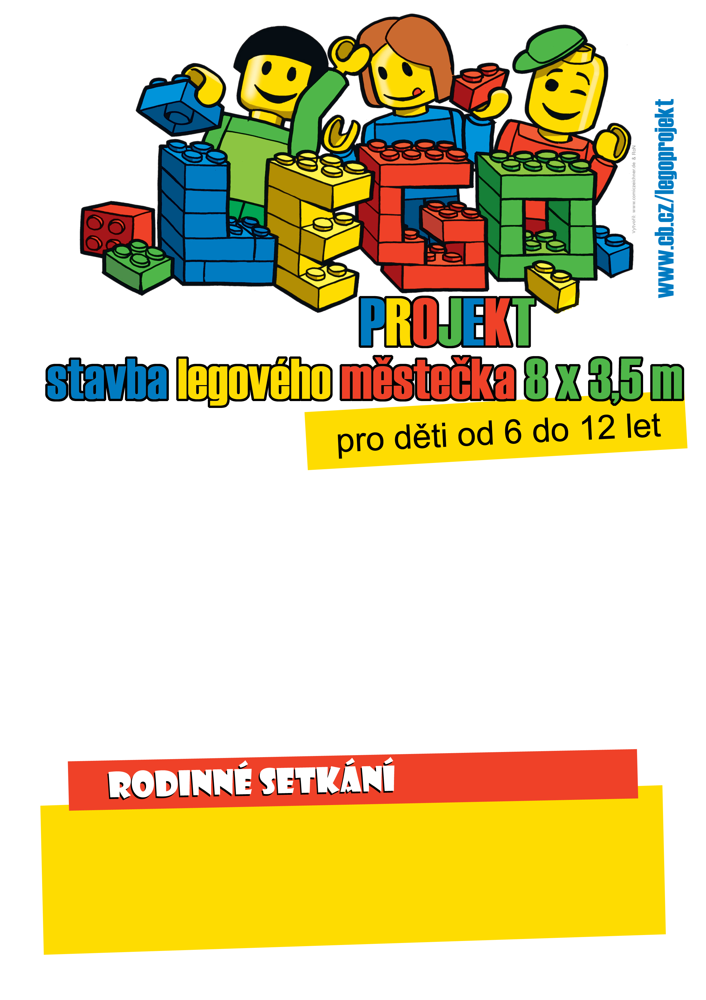 LEGO
PROJEKT
stavba legového městečka 8 x 3,5 m
pro děti od 6 do 12 let
www.cb.cz/legoprojekt
Vytvořil: www.comiczeichner.de & RoN
RODINNÉ SETKÁNÍ